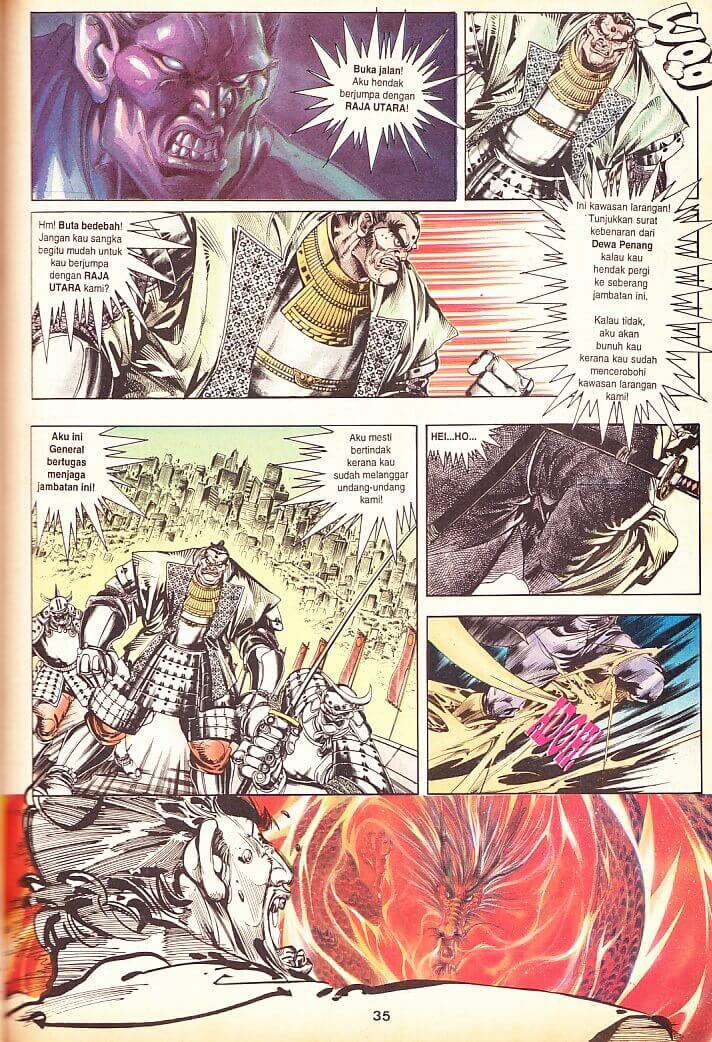 Buka jalan!
Aku hendak
berjumpa dengan
RAJA UTARA!
WOO
Ini kawasan larangan!
Tunjukkan surat
kebenaran dari
Dewa Penang
kalau kau
hendak pergi
ke seberang
jambatan ini.
Kalau tidak,
aku akan
bunuh kau
kerana kau sudah
mencerobohi
kawasan larangan
kami!
Hm! Buta bedebah!
Jangan kau sangka
begitu mudah untuk
kau berjumpa
dengan RAJA
UTARA kami?
Aku ini
General
bertugas
menjaga
jambatan ini!
Aku mesti
bertindak
kerana kau
sudah melanggar
undang-undang
kami!
HEI...HO...
ADOH!
35